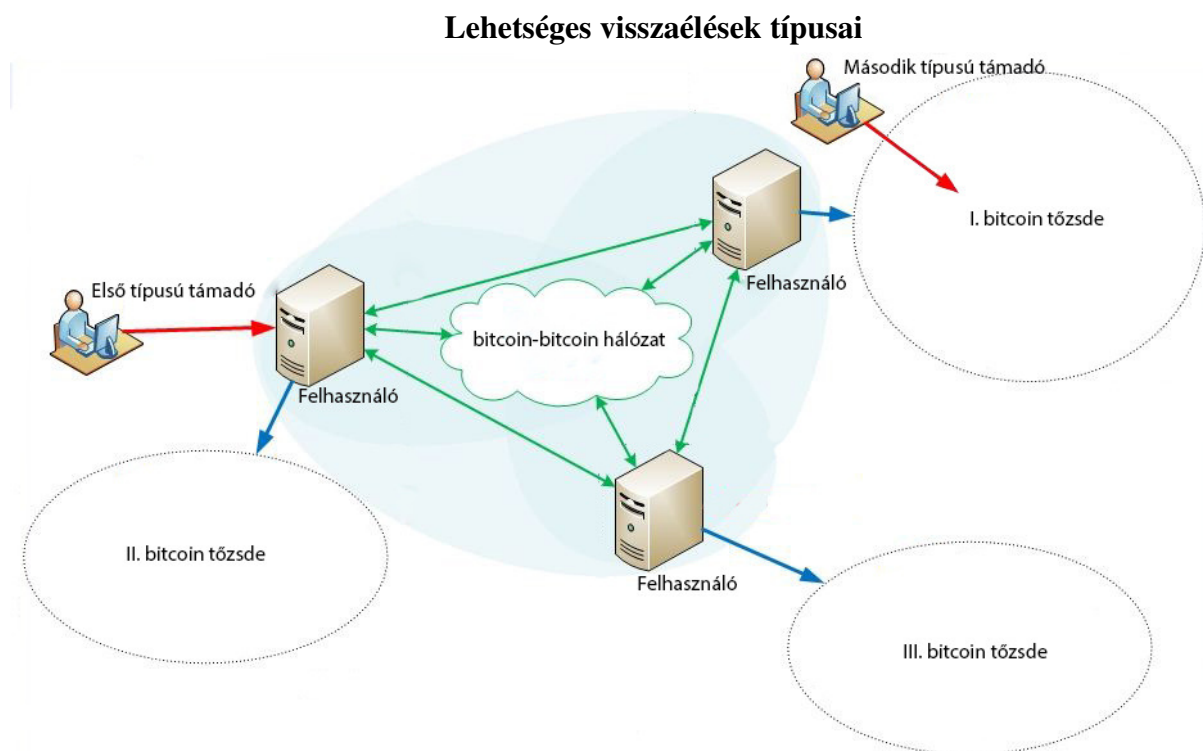 Lehetséges visszaélések típusai
Második típusú támadó
I. bitcoin tőzsde
Felhasználó
Első típusú támadó
bitcoin-bitcoin hálózat
Felhasználó
II. bitcoin tőzsde
Felhasználó
III. bitcoin tőzsde